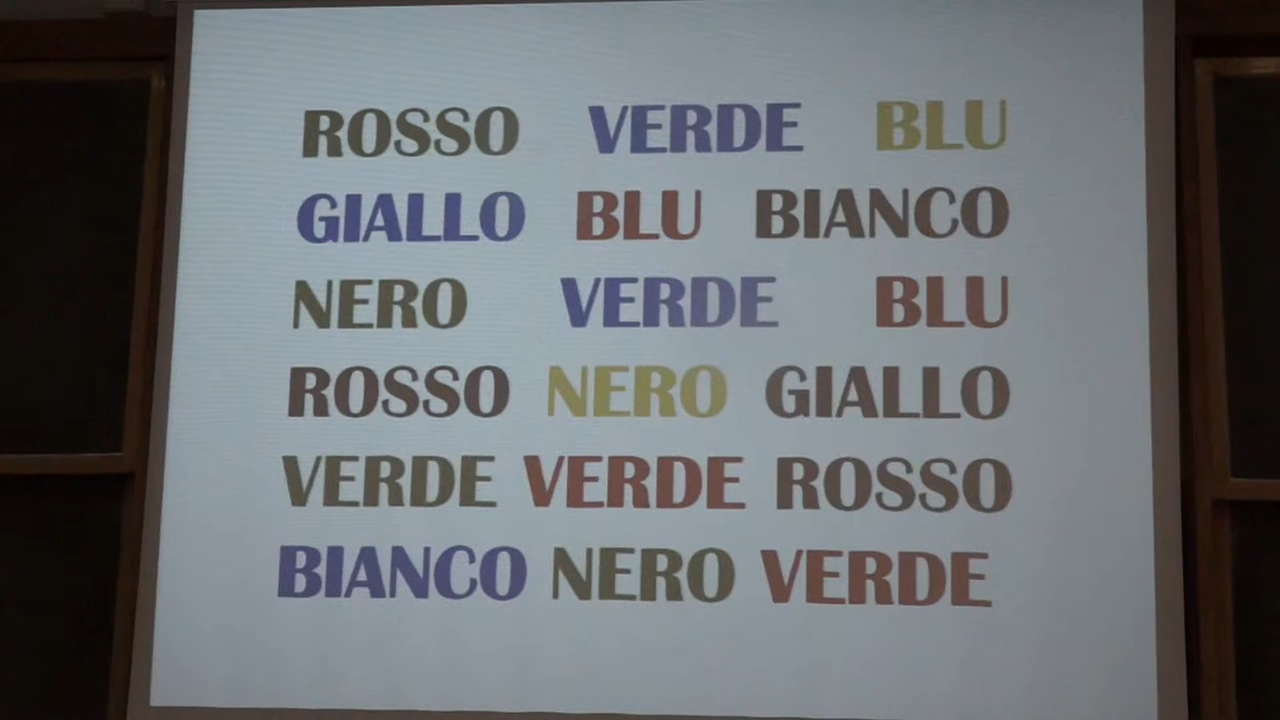 ROSSO VERDE BLU
GIALLO BLU BIANCO
NERO VERDE BLU
ROSSO NERO GIALLO
VERDE VERDE ROSSO
BIANCO NERO VERDE